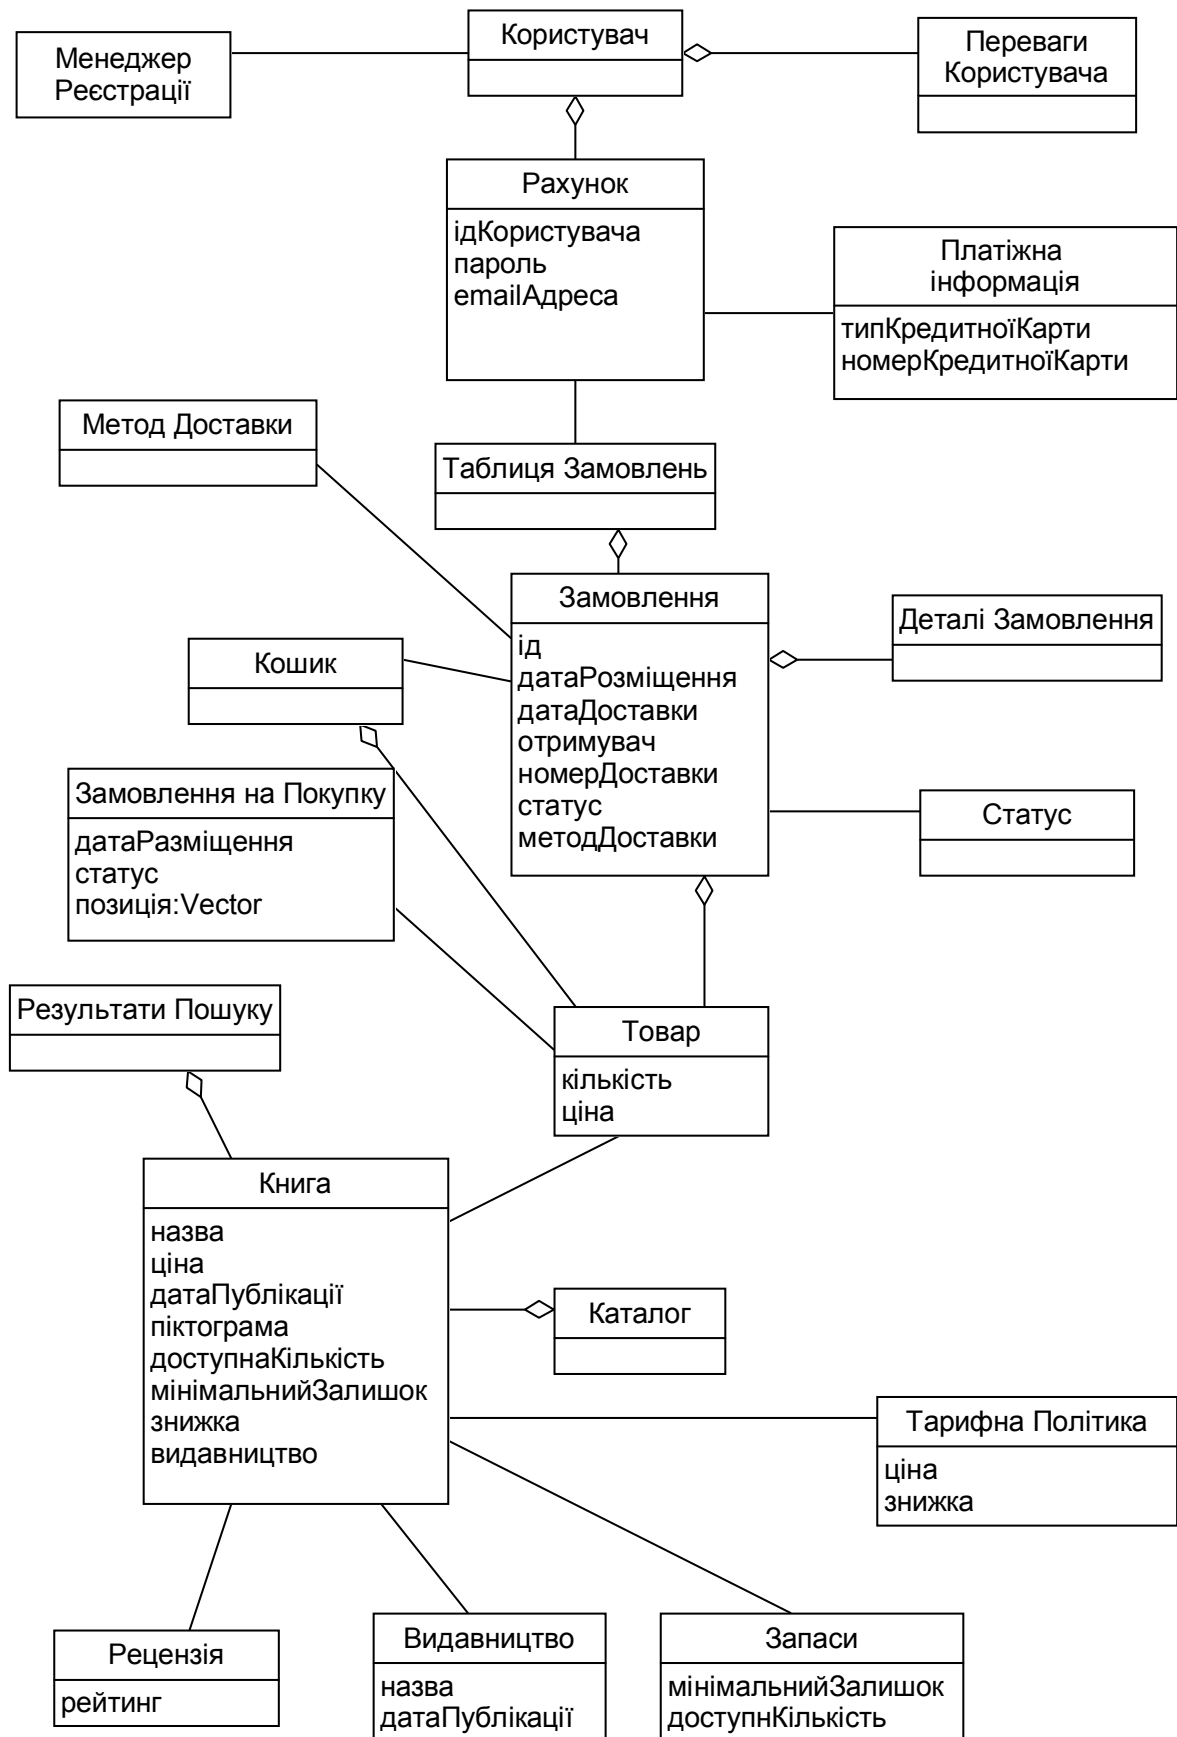 Користувач
Менеджер
Реєстрації
Переваги
Користувача
Рахунок
ідКористувача
пароль
emailАдреса
Платіжна
інформація
типКредитноїКарти
номерКредитноїКарти
Метод Доставки
Таблиця Замовлень
Замовлення
ід
датаРозміщення
датаДоставки
отримувач
номерДоставки
статус
методДоставки
Деталі Замовлення
Кошик
Замовлення на Покупку
датаРазміщення
статус
позиція:Vector
Статус
Результати Пошуку
Товар
кількість
ціна
Книга
назва
ціна
датаПублікації
піктограма
доступнаКількість
мінімальнийЗалишок
знижка
видавництво
Каталог
Тарифна Політика
ціна
знижка
Рецензія
рейтинг
Видавництво
назва
датаПублікації
Запаси
мінімальнийЗалишок
доступнКількість